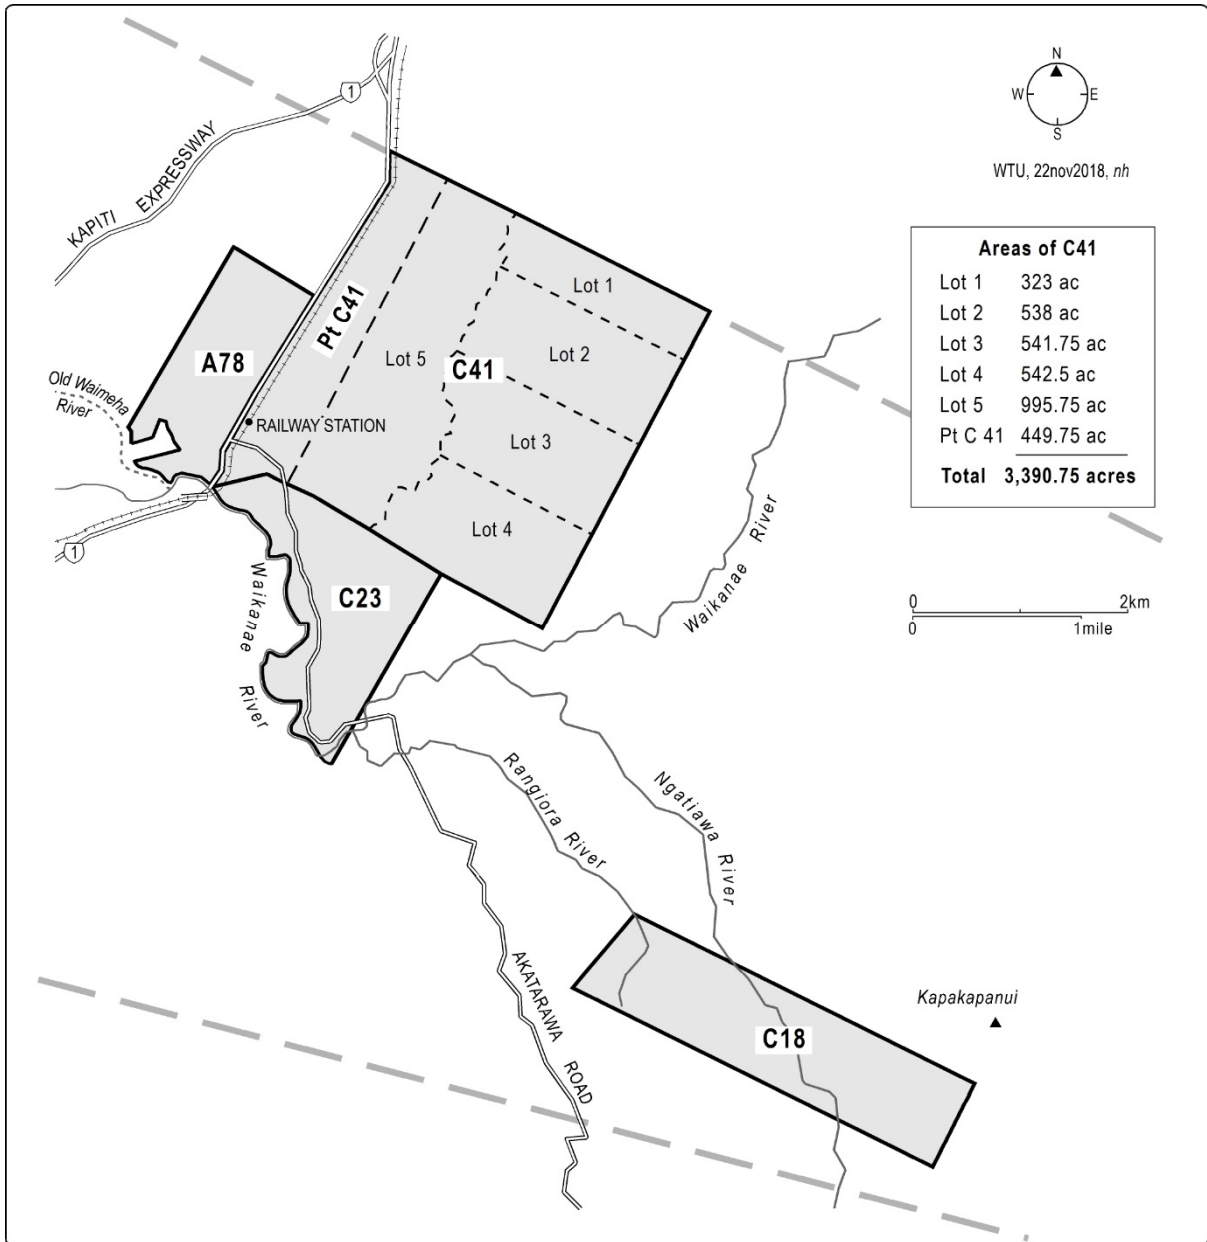 N
W E
S
WTU, 22nov2018, nh
1
KAPITI EXPRESSWAY
Areas of C41
Lot 1 323 ac
Lot 2 538 ac
Lot 3 541.75 ac
Lot 4 542.5 ac
Lot 5 995.75 ac
Pt C 41 449.75 ac
Total 3,390.75 acres
Lot 1
Pt C41
Lot 2
Lot 5
C41
A78
Old Waimeha
River
RAILWAY STATION
Lot 3
Lot 4
1
Waikanae River
C23
Waikanae River
0 2km
0 1mile
Rangiora River
Ngatiawa River
AKATARAWA ROAD
Kapakapanui
C18